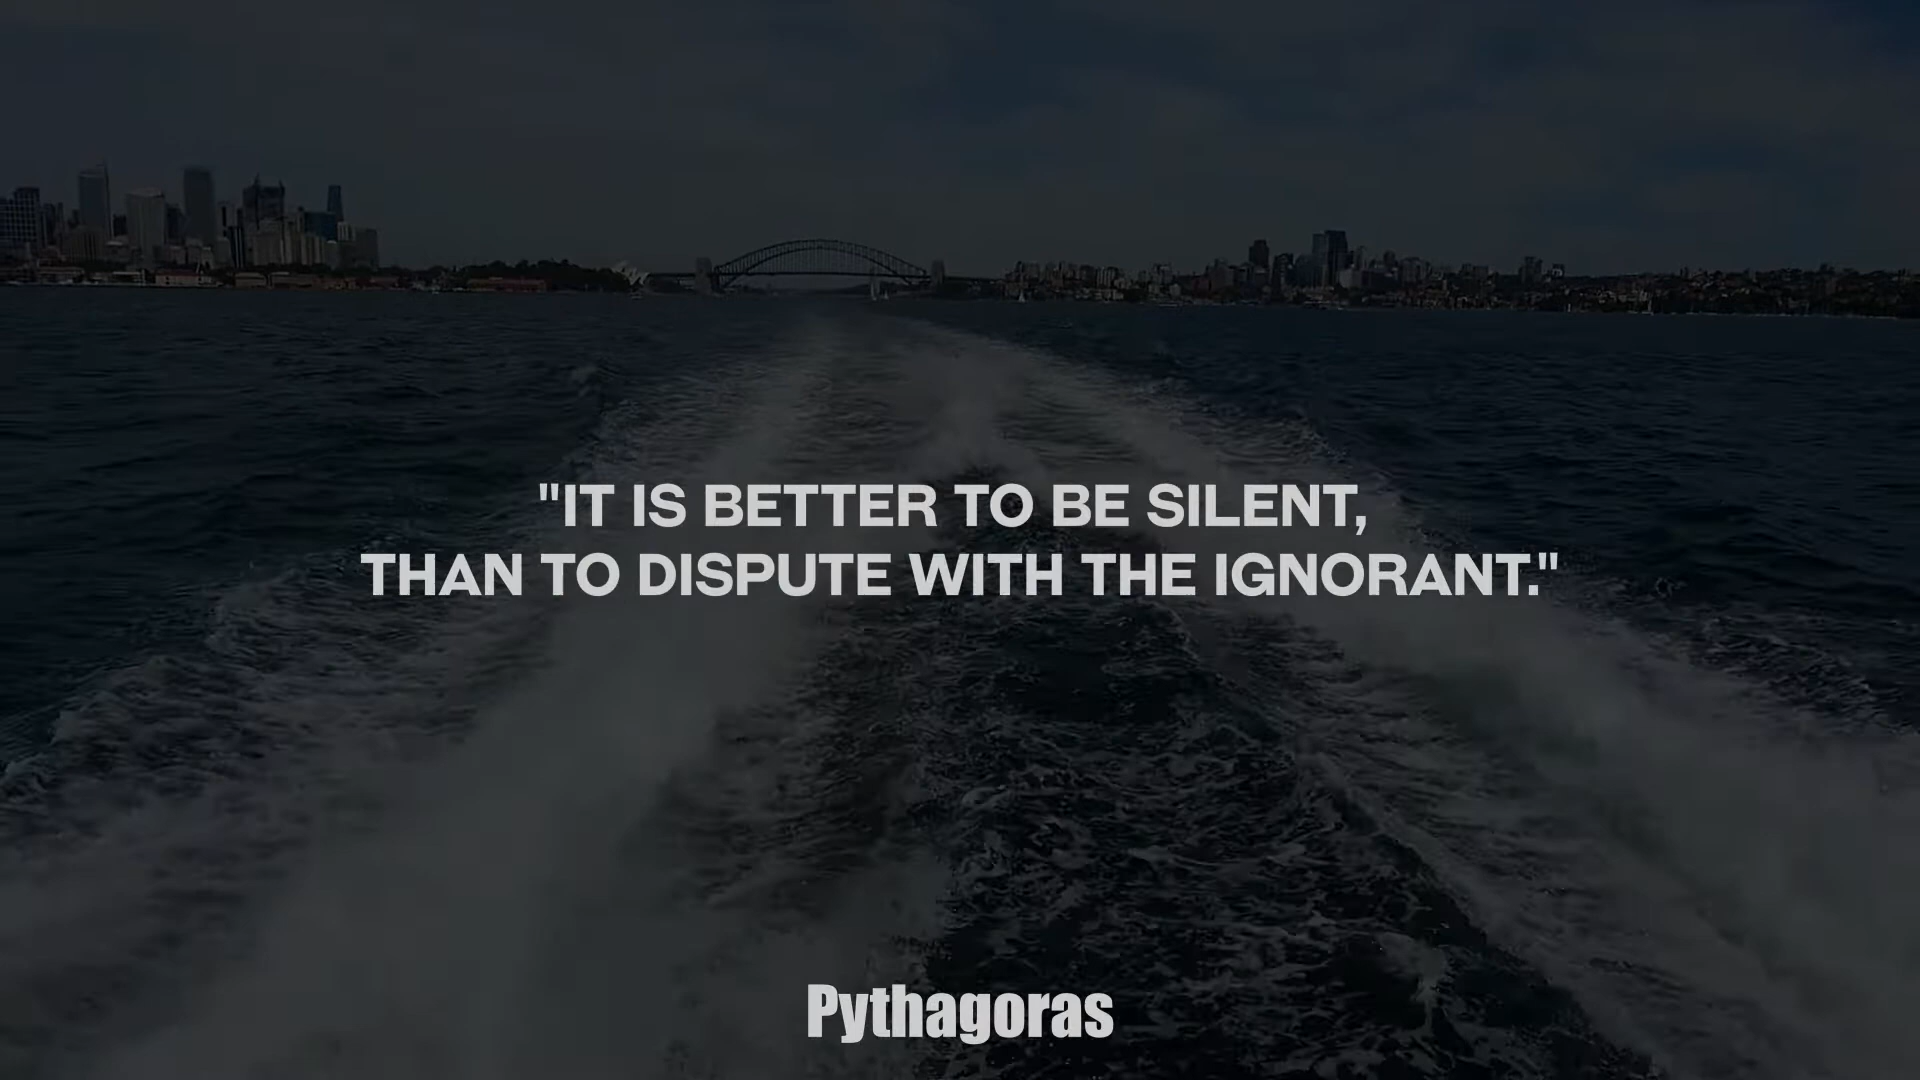 "IT IS BETTER TO BE SILENT,
THAN TO DISPUTE WITH THE IGNORANT."
Pythagoras